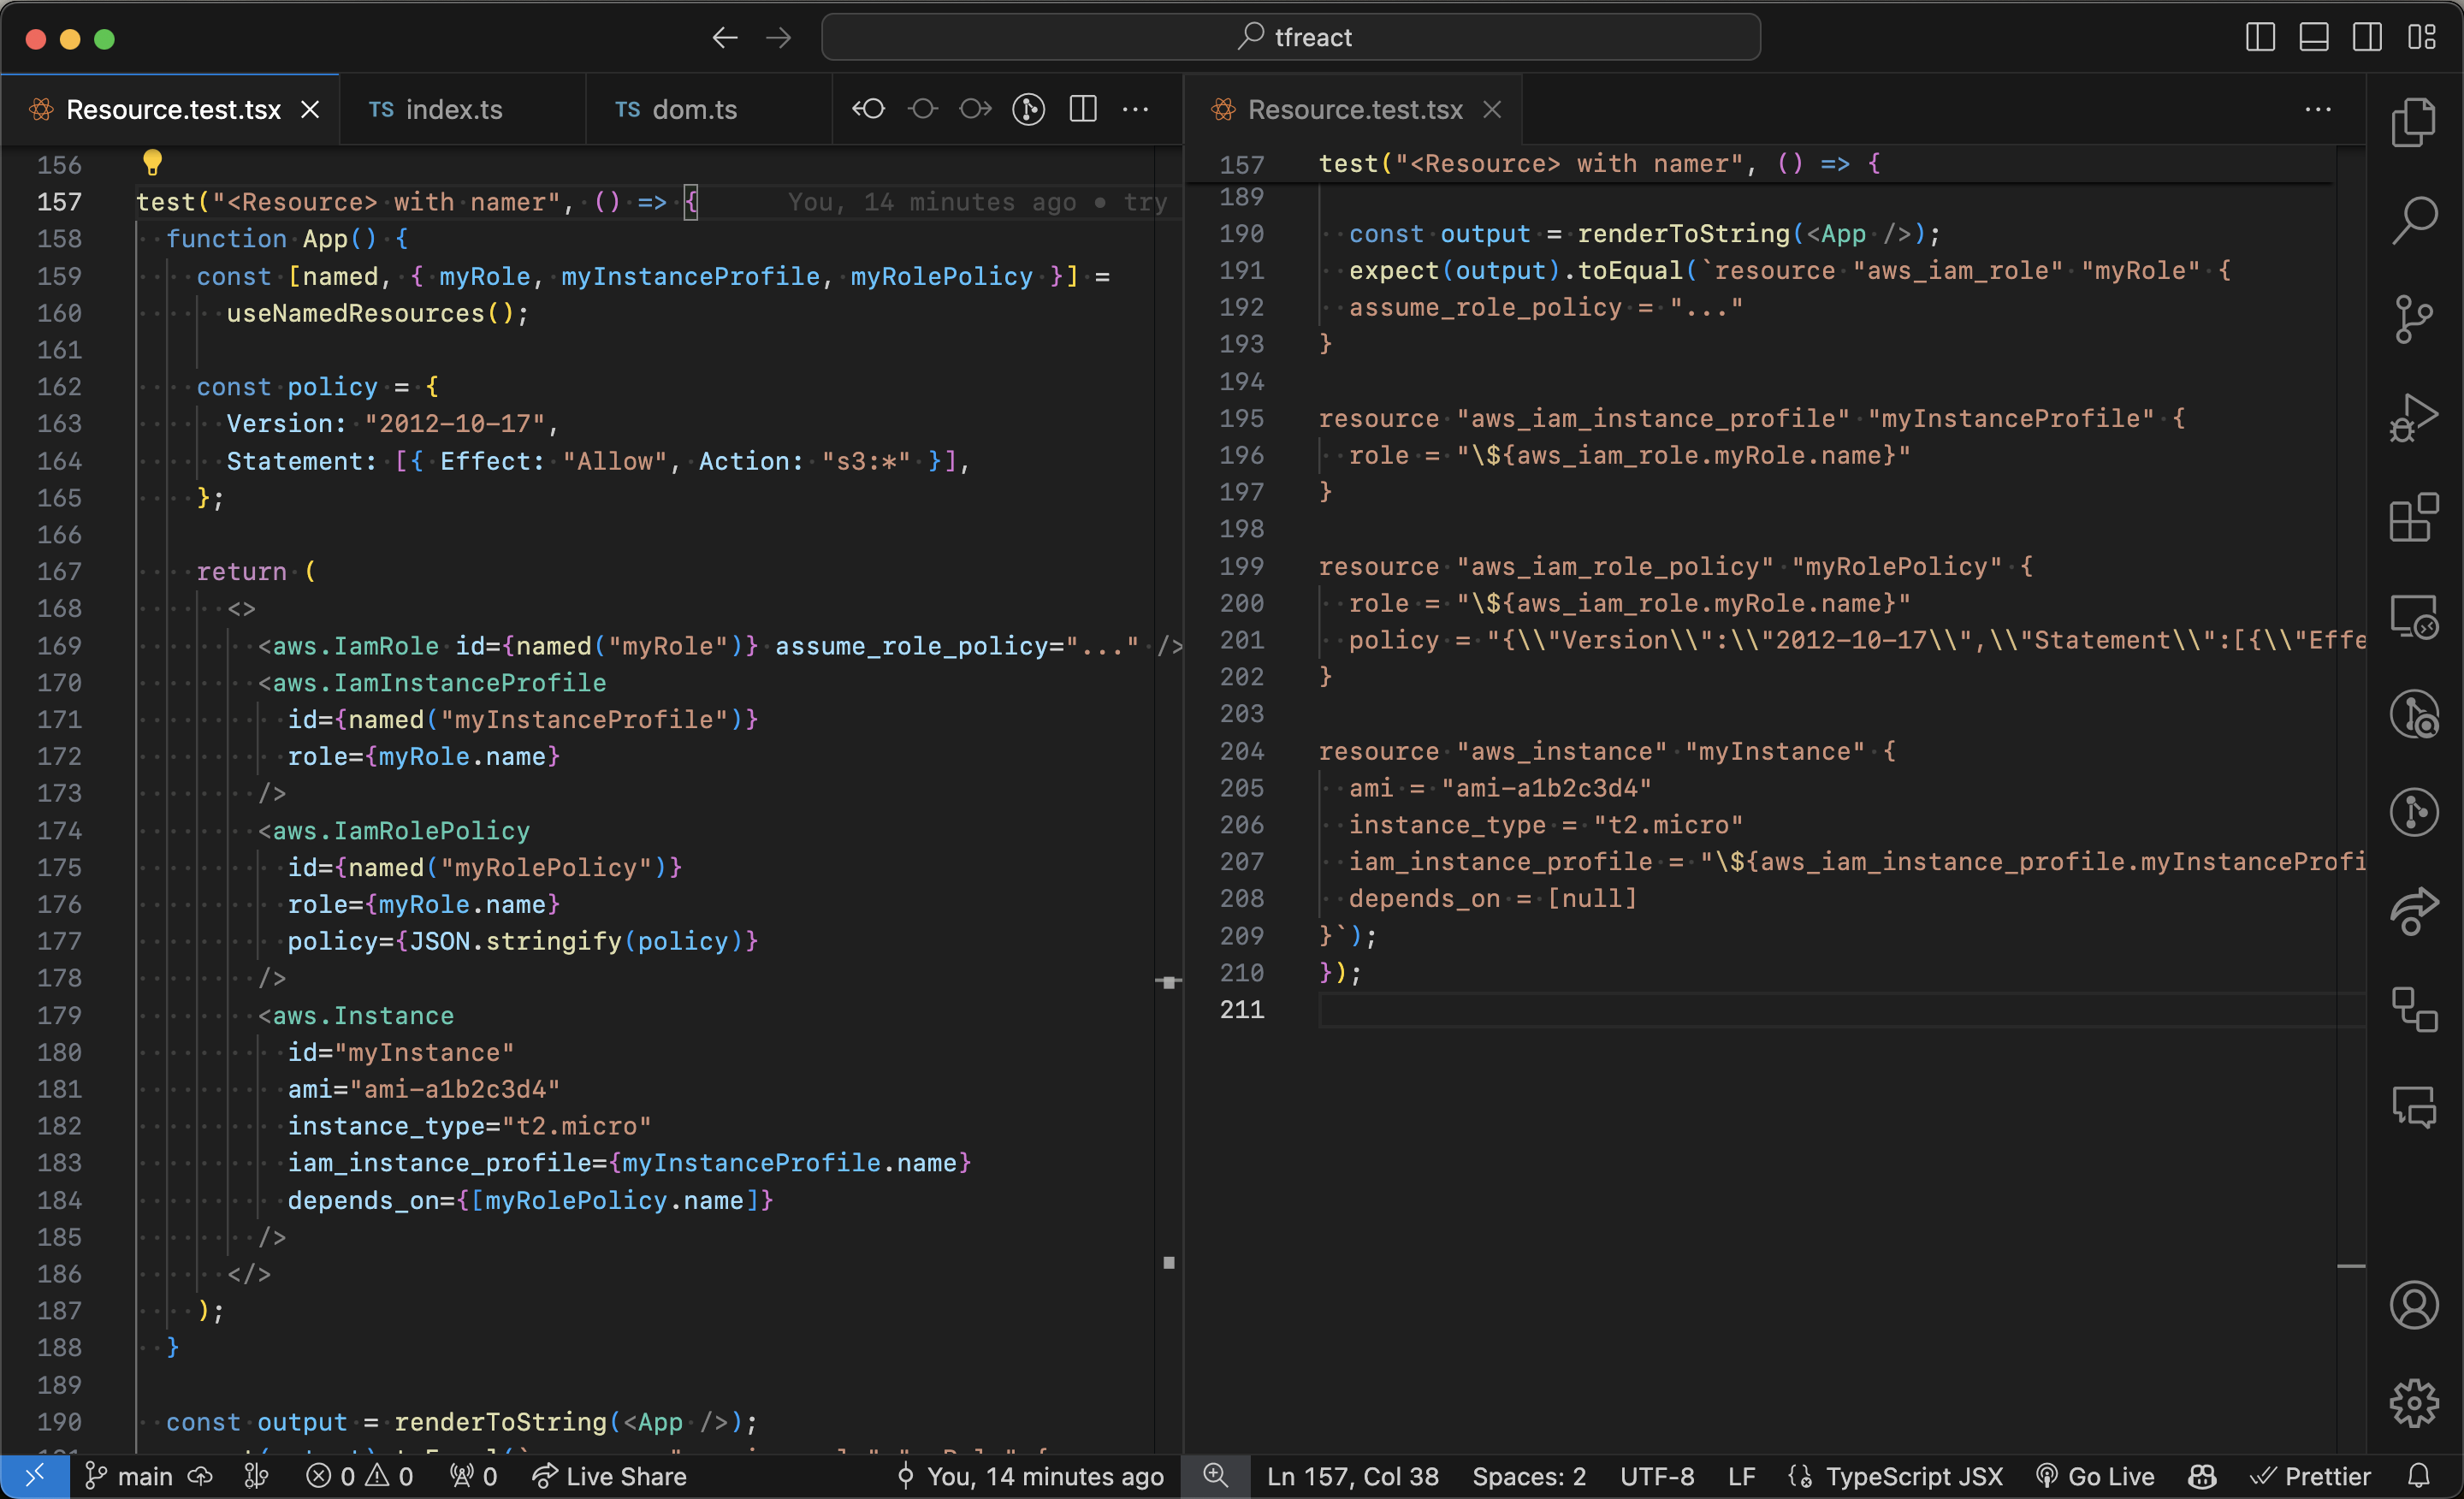 tfreact
Resource.test.tsx
TS index.ts
TS dom.ts
156
157 test("<Resource> with namer", () => { You, 14 minutes ago • try
158 function App() {
159 const [named, { myRole, myInstanceProfile, myRolePolicy }] =
160 useNamedResources();
161
162 const policy = {
163 Version: "2012-10-17",
164 Statement: [{ Effect: "Allow", Action: "s3:*" }],
165 };
166
167 return (
168 <>
169 <aws.IamRole id={named("myRole")} assume_role_policy="..." />
170 <aws.IamInstanceProfile
171 id={named("myInstanceProfile")}
172 role={myRole.name}
173 />
174 <aws.IamRolePolicy
175 id={named("myRolePolicy")}
176 role={myRole.name}
177 policy={JSON.stringify(policy)}
178 />
179 <aws.Instance
180 id="myInstance"
181 ami="ami-a1b2c3d4"
182 instance_type="t2.micro"
183 iam_instance_profile={myInstanceProfile.name}
184 depends_on={[myRolePolicy.name]}
185 />
186 </>
187 );
188 }
189
190 const output = renderToString(<App />);
Resource.test.tsx
157 test("<Resource> with namer", () => {
189
190 const output = renderToString(<App />);
191 expect(output).toEqual(`resource "aws_iam_role" "myRole" {
192 assume_role_policy = "..."
193 }
194
195 resource "aws_iam_instance_profile" "myInstanceProfile" {
196 role = "\${aws_iam_role.myRole.name}"
197 }
198
199 resource "aws_iam_role_policy" "myRolePolicy" {
200 role = "\${aws_iam_role.myRole.name}"
201 policy = "{\\"Version\\":\\"2012-10-17\\",\\"Statement\\":[{\\"Effe
202 }
203
204 resource "aws_instance" "myInstance" {
205 ami = "ami-a1b2c3d4"
206 instance_type = "t2.micro"
207 iam_instance_profile = "\${aws_iam_instance_profile.myInstanceProfi
208 depends_on = [null]
209 }`);
210 });
211
main 0 0 0 Live Share You, 14 minutes ago Ln 157, Col 38 Spaces: 2 UTF-8 LF TypeScript JSX Go Live Prettier